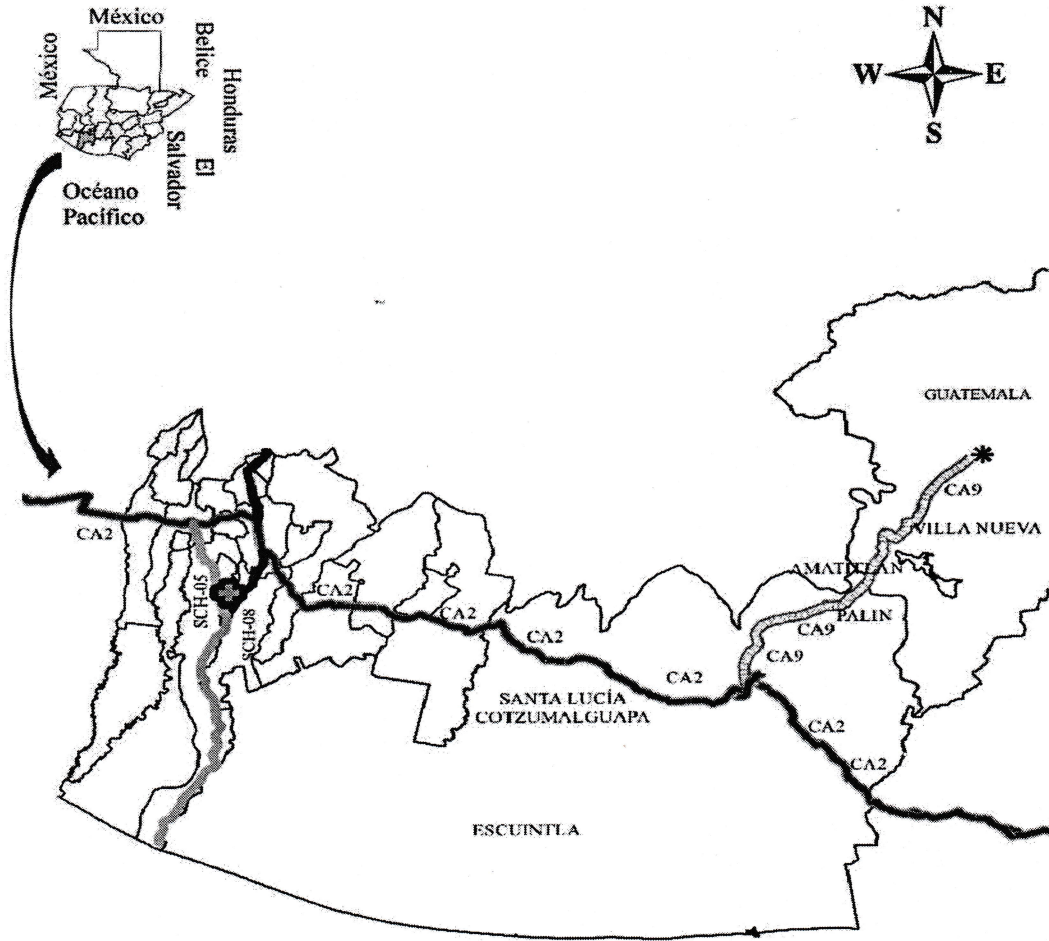 México
México
Belice
Honduras
El
Salvador
Océano
Pacífico
N
W E
S
GUATEMALA
CA9
VILLA NUEVA
AMATITLAN
PALIN
CA9
CA9
CA2
SCH-05
SCH-08
CA2
CA2
CA2
CA2
SANTA LUCÍA
COTZUMALGUAPA
CA2
CA2
ESCUINTLA